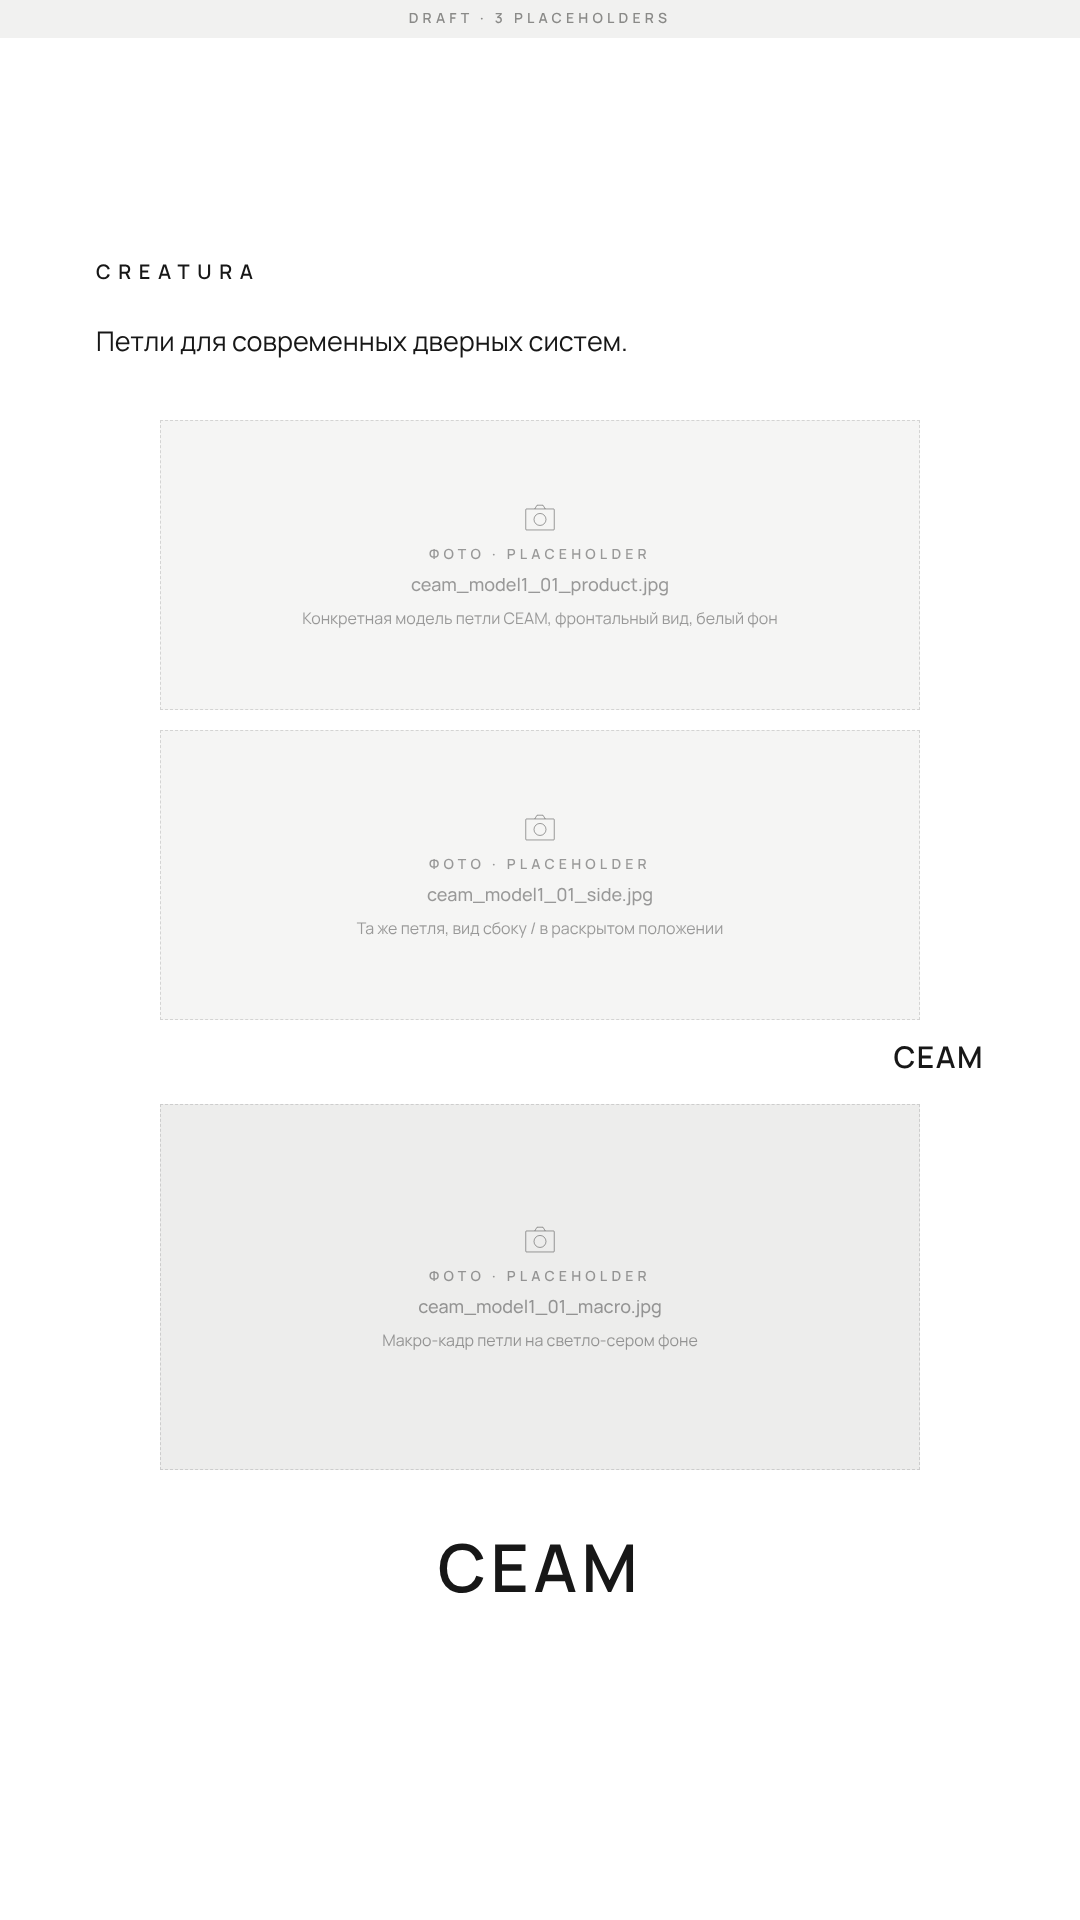 DRAFT · 3 PLACEHOLDERS
CREATURA
Петли для современных дверных систем.
ФОТО · PLACEHOLDER
ceam_model1_01_product.jpg
Конкретная модель петли CEAM, фронтальный вид, белый фон
ФОТО · PLACEHOLDER
ceam_model1_01_side.jpg
Та же петля, вид сбоку / в раскрытом положении
CEAM
ФОТО · PLACEHOLDER
ceam_model1_01_macro.jpg
Макро-кадр петли на светло-сером фоне
CEAM